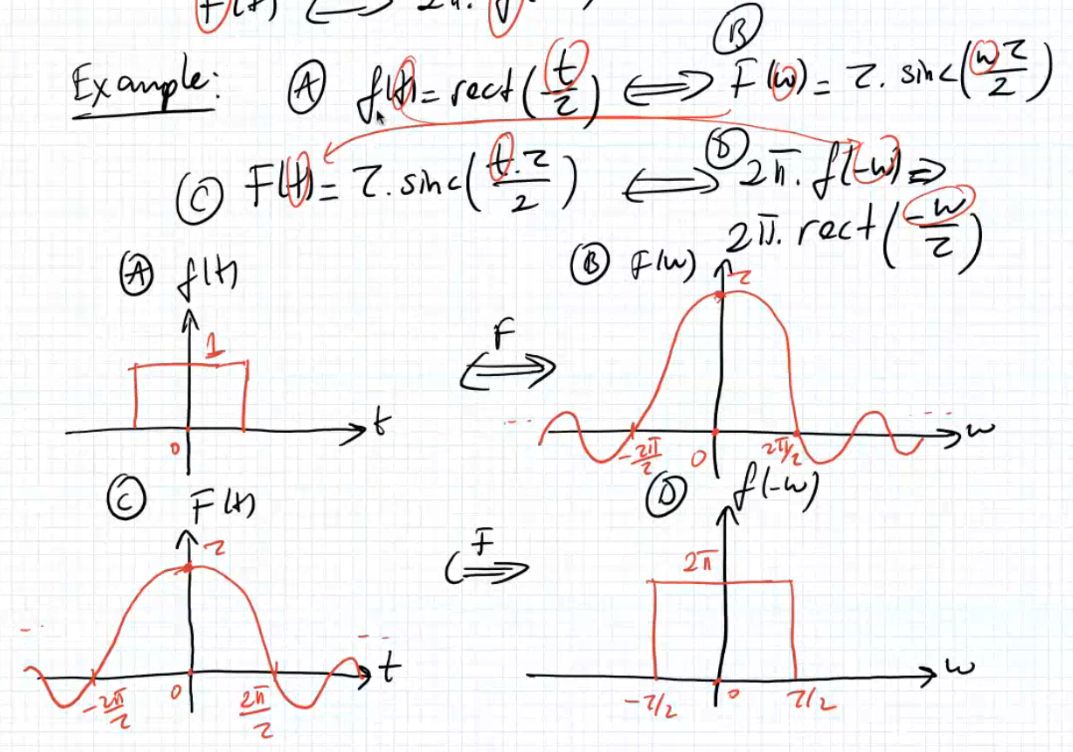 F(t) ⟺ 2π. f(
Example: Ⓐ f(t) = rect(t/τ) ⟺ Ⓑ F(ω) = τ. sinc(ωτ/2)
Ⓒ F(t) = τ. sinc(t.τ/2) ⟺ Ⓓ 2π. f(-ω) ⇒
2π. rect(-ω/τ)
Ⓐ f(t)
1
0
t
F
⟺
Ⓑ F(ω)
τ
-2π/τ
0
2π/τ
ω
Ⓒ F(t)
τ
-2π/τ
0
2π/τ
t
F
⟺
Ⓓ f(-ω)
2π
-τ/2
0
τ/2
ω